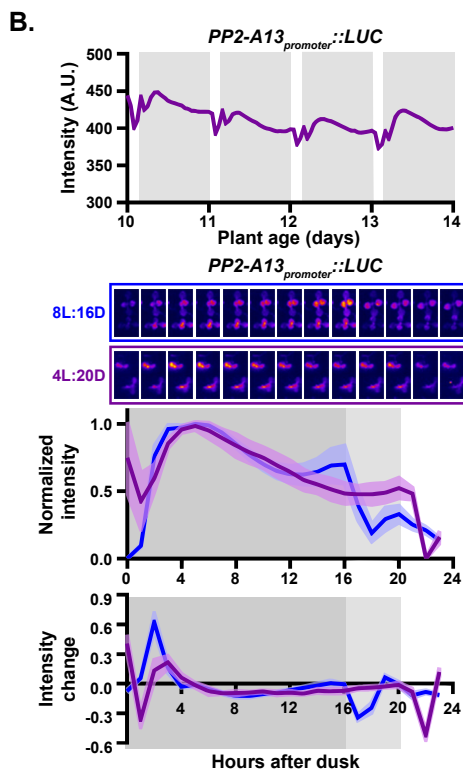 B.
PP2-A13promoter::LUC
Intensity (A.U.)
500
450
400
350
300
10 11 12 13 14
Plant age (days)
PP2-A13promoter::LUC
8L:16D
4L:20D
Normalized
intensity
1.0
0.5
0.0
0 4 8 12 16 20 24
Intensity
change
0.9
0.6
0.3
0.0
-0.3
-0.6
4 8 12 16 20 24
Hours after dusk